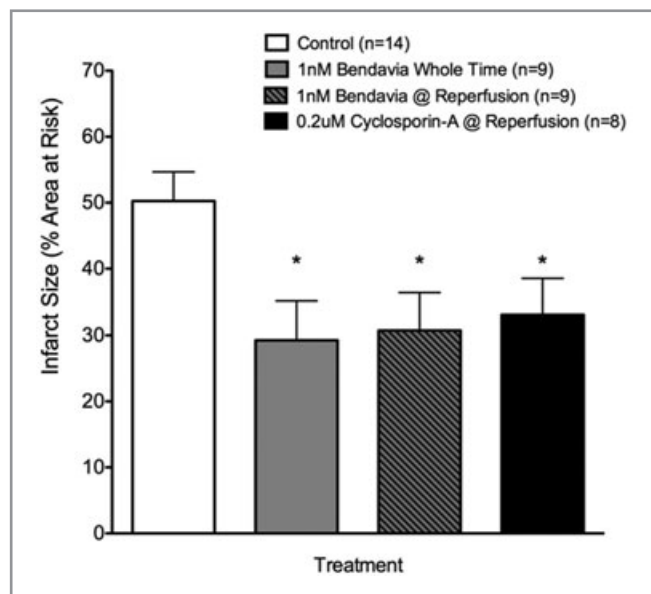 Control (n=14)
1nM Bendavia Whole Time (n=9)
1nM Bendavia @ Reperfusion (n=9)
0.2uM Cyclosporin-A @ Reperfusion (n=8)
Infarct Size (% Area at Risk)
70
60
50
40
30
20
10
0
* * *
Treatment